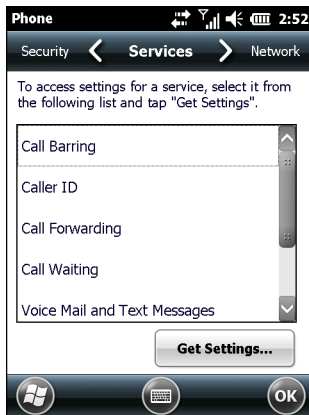 Phone 2:52
Security Services Network
To access settings for a service, select it from
the following list and tap "Get Settings".
Call Barring
Caller ID
Call Forwarding
Call Waiting
Voice Mail and Text Messages
Get Settings...
OK